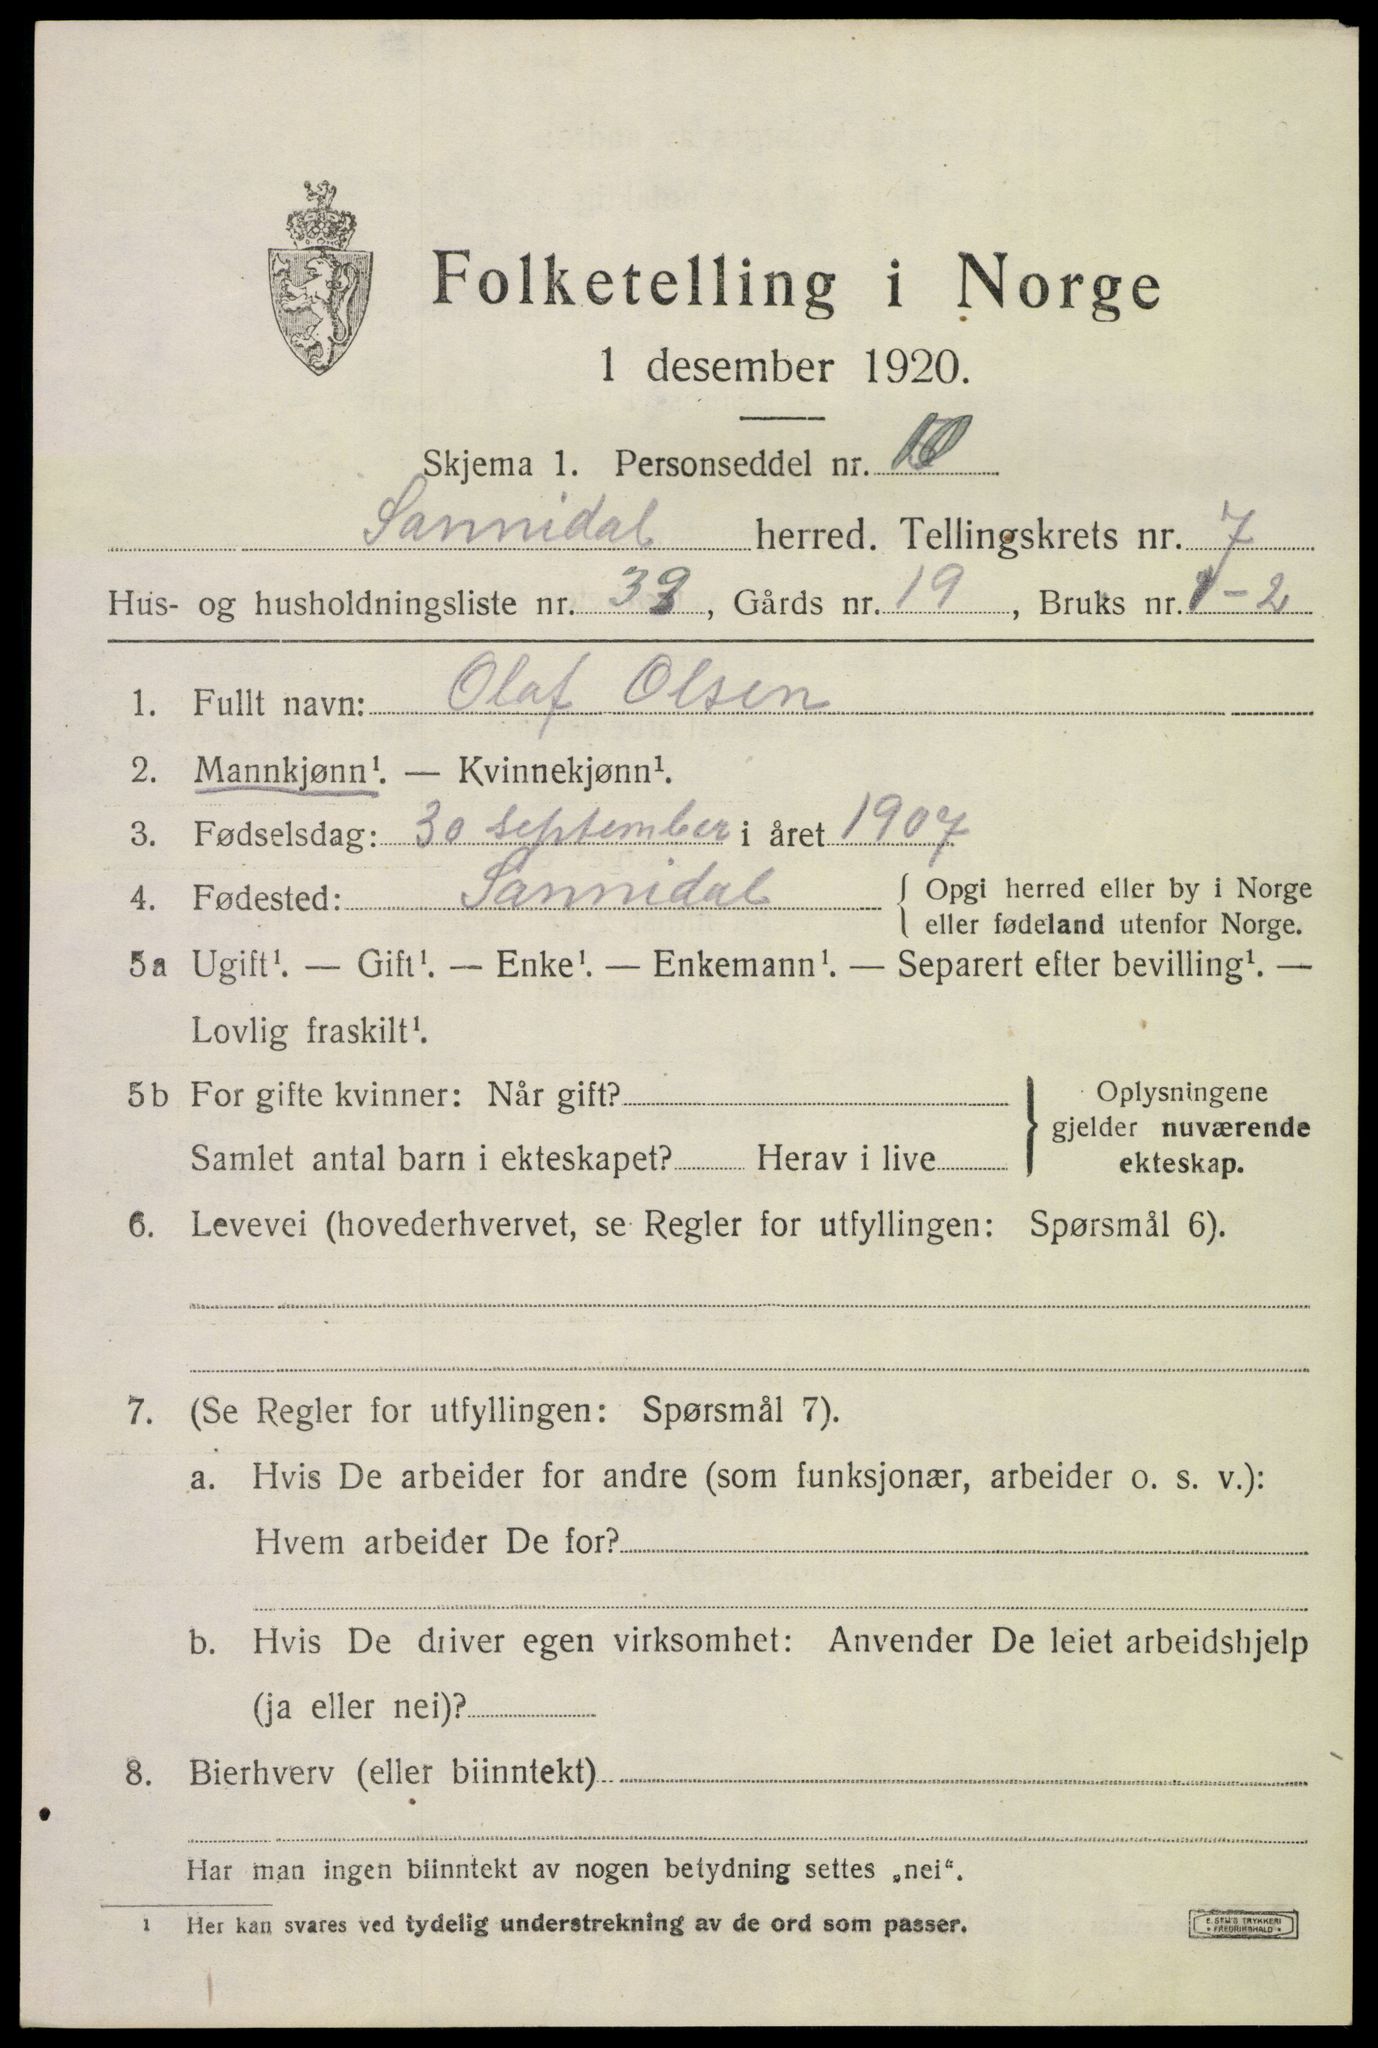 Folketelling i Norge
1 desember 1920.
Skjema 1. Personseddel nr. 10
Sannidal herred. Tellingskrets nr. 7
Hus- og husholdningsliste nr. 39, Gårds nr. 19, Bruks nr. 1-2
1. Fullt navn: Olaf Olsen
2. Mannkjønn¹. — Kvinnekjønn¹.
3. Fødselsdag: 30 september i året 1907
4. Fødested: Sannidal { Opgi herred eller by i Norge
eller fødeland utenfor Norge.
5a Ugift¹. — Gift¹. — Enke¹. — Enkemann¹. — Separert efter bevilling¹. —
Lovlig fraskilt¹.
5b For gifte kvinner: Når gift?
Samlet antal barn i ekteskapet? Herav i live
} Oplysningene
gjelder nuværende
ekteskap.
6. Levevei (hovederhvervet, se Regler for utfyllingen: Spørsmål 6).
7. (Se Regler for utfyllingen: Spørsmål 7).
a. Hvis De arbeider for andre (som funksjonær, arbeider o. s. v.):
Hvem arbeider De for?
b. Hvis De driver egen virksomhet: Anvender De leiet arbeidshjelp
(ja eller nei)?
8. Bierhverv (eller biinntekt)
Har man ingen biinntekt av nogen betydning settes „nei“.
1 Her kan svares ved tydelig understrekning av de ord som passer.
E. SEM'S TRYKKERI
• FREDRIKSHALD •